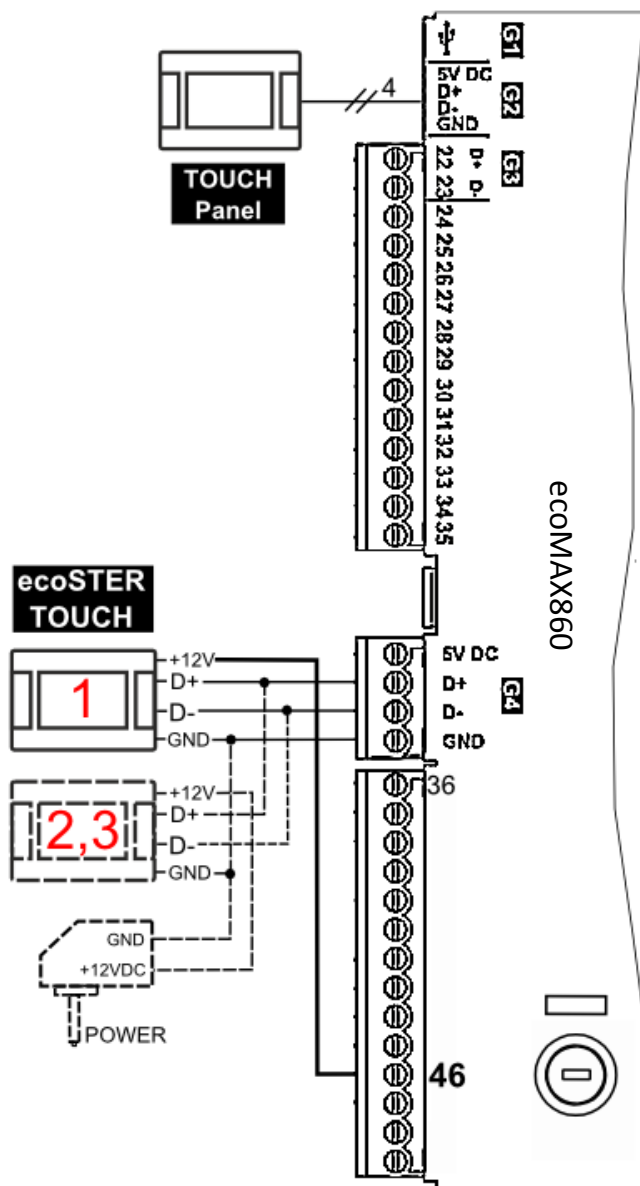 G1
5V DC
D+
D-
GND
G2
4
TOUCH
Panel
22
D+
23
D-
G3
24
25
26
27
28
29
30
31
32
33
34
35
ecoMAX860
ecoSTER
TOUCH
1
+12V
D+
D-
GND
5V DC
D+
D-
GND
G4
2,3
+12V
D+
D-
GND
36
GND
+12VDC
POWER
46